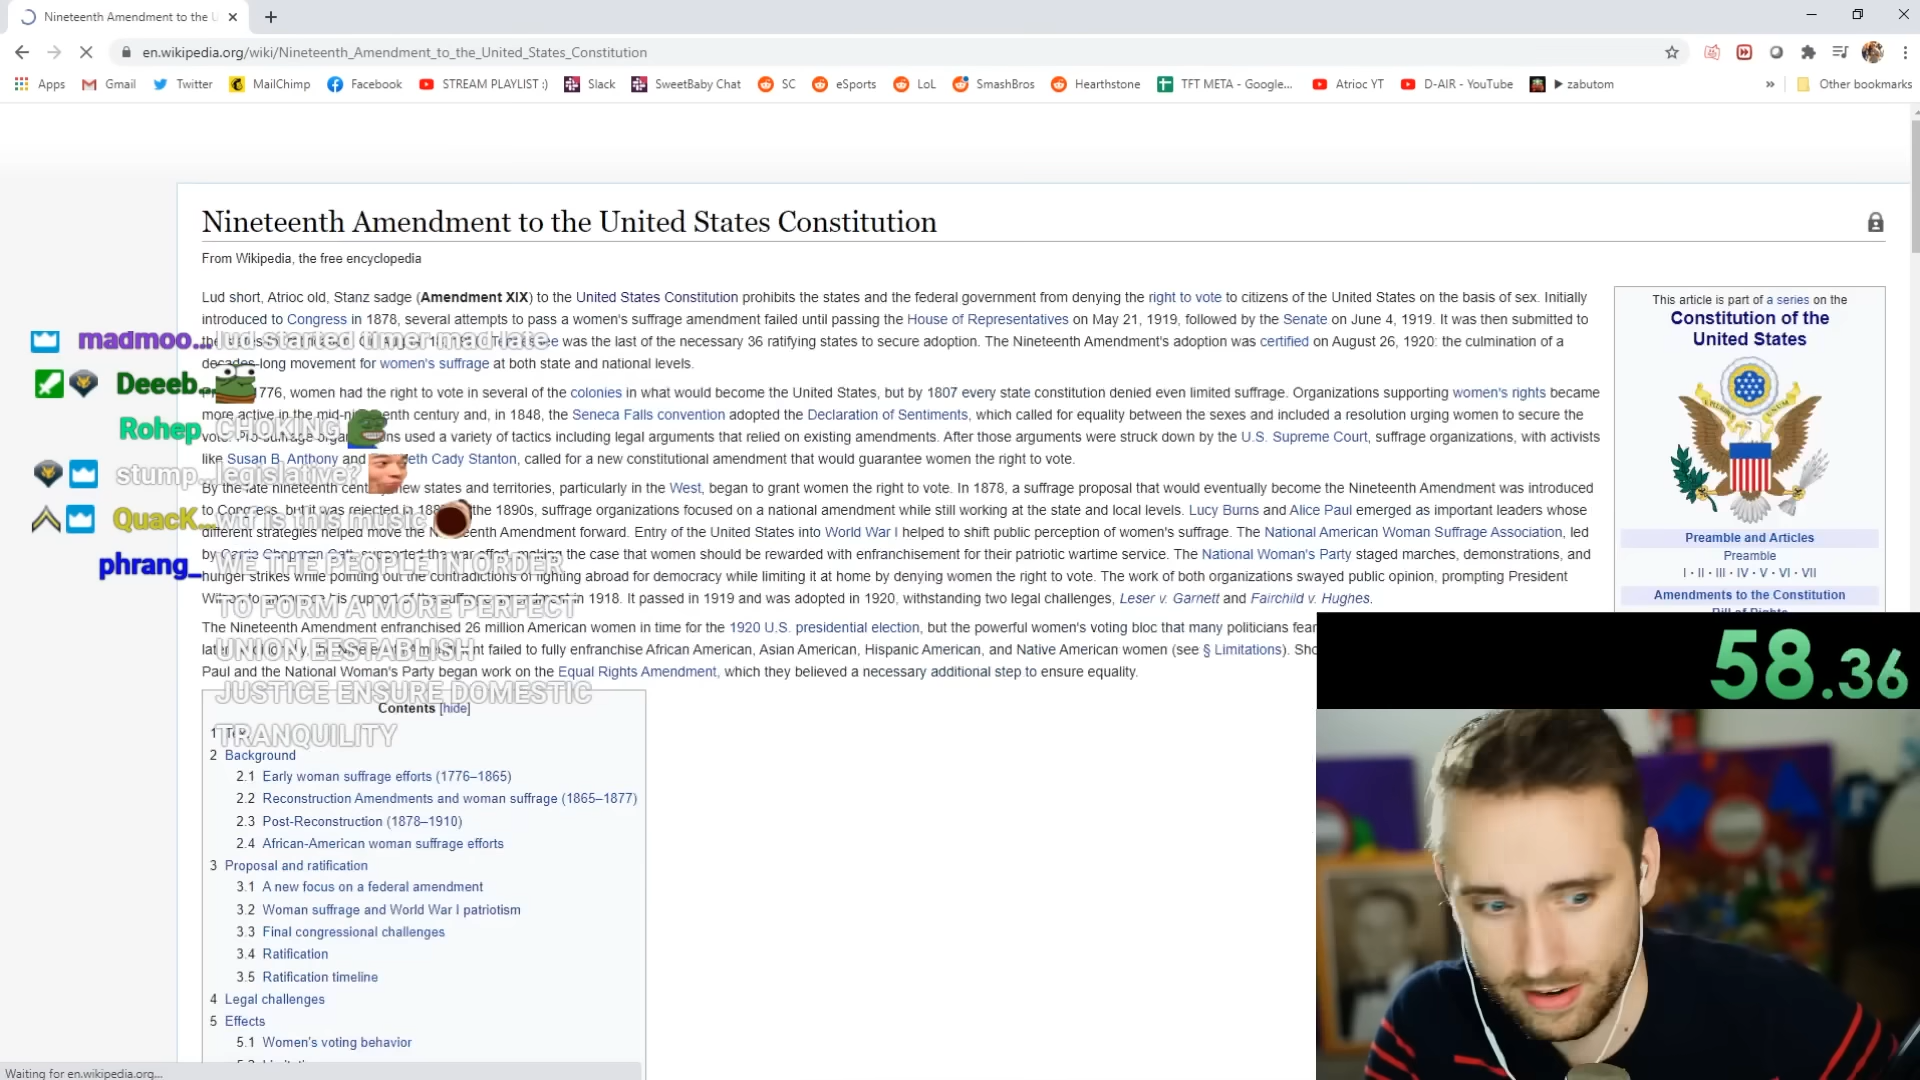 Nineteenth Amendment to the U
en.wikipedia.org/wiki/Nineteenth_Amendment_to_the_United_States_Constitution
Apps Gmail Twitter MailChimp Facebook STREAM PLAYLIST :) Slack SweetBaby Chat SC eSports LoL SmashBros Hearthstone TFT META - Google... Atrioc YT D-AIR - YouTube ▶ zabutom » Other bookmarks
Nineteenth Amendment to the United States Constitution
From Wikipedia, the free encyclopedia
Lud short, Atrioc old, Stanz sadge (Amendment XIX) to the United States Constitution prohibits the states and the federal government from denying the right to vote to citizens of the United States on the basis of sex. Initially
introduced to Congress in 1878, several attempts to pass a women's suffrage amendment failed until passing the House of Representatives on May 21, 1919, followed by the Senate on June 4, 1919. It was then submitted to
was the last of the necessary 36 ratifying states to secure adoption. The Nineteenth Amendment's adoption was certified on August 26, 1920: the culmination of a
decades-long movement for women's suffrage at both state and national levels.
1776, women had the right to vote in several of the colonies in what would become the United States, but by 1807 every state constitution denied even limited suffrage. Organizations supporting women's rights became
more active in the mid-nineteenth century and, in 1848, the Seneca Falls convention adopted the Declaration of Sentiments, which called for equality between the sexes and included a resolution urging women to secure the
used a variety of tactics including legal arguments that relied on existing amendments. After those arguments were struck down by the U.S. Supreme Court, suffrage organizations, with activists
like Susan B. Anthony and eth Cady Stanton, called for a new constitutional amendment that would guarantee women the right to vote.
By the late nineteenth century, new states and territories, particularly in the West, began to grant women the right to vote. In 1878, a suffrage proposal that would eventually become the Nineteenth Amendment was introduced
to Congress, but it was rejected in the 1890s, suffrage organizations focused on a national amendment while still working at the state and local levels. Lucy Burns and Alice Paul emerged as important leaders whose
different strategies helped move the Nineteenth Amendment forward. Entry of the United States into World War I helped to shift public perception of women's suffrage. The National American Woman Suffrage Association, led
by Carrie Chapman Catt, supported the war effort, making the case that women should be rewarded with enfranchisement for their patriotic wartime service. The National Woman's Party staged marches, demonstrations, and
hunger strikes while pointing out the contradictions of fighting abroad for democracy while limiting it at home by denying women the right to vote. The work of both organizations swayed public opinion, prompting President
in 1918. It passed in 1919 and was adopted in 1920, withstanding two legal challenges, Leser v. Garnett and Fairchild v. Hughes.
The Nineteenth Amendment enfranchised 26 million American women in time for the 1920 U.S. presidential election, but the powerful women's voting bloc that many politicians fear
failed to fully enfranchise African American, Asian American, Hispanic American, and Native American women (see § Limitations). Sho
Paul and the National Woman's Party began work on the Equal Rights Amendment, which they believed a necessary additional step to ensure equality.
madmoo... lud started timer mad late
Deeeb...
Rohep... CHOKING
stump... legislative?
QuacK... wtf is this music
phrang_ WE THE PEOPLE IN ORDER
TO FORM A MORE PERFECT
UNION EESTABLISH
JUSTICE ENSURE DOMESTIC
TRANQUILITY
Contents [hide]
2 Background
2.1 Early woman suffrage efforts (1776–1865)
2.2 Reconstruction Amendments and woman suffrage (1865–1877)
2.3 Post-Reconstruction (1878–1910)
2.4 African-American woman suffrage efforts
3 Proposal and ratification
3.1 A new focus on a federal amendment
3.2 Woman suffrage and World War I patriotism
3.3 Final congressional challenges
3.4 Ratification
3.5 Ratification timeline
4 Legal challenges
5 Effects
5.1 Women's voting behavior
This article is part of a series on the
Constitution of the
United States
Preamble and Articles
Preamble
I · II · III · IV · V · VI · VII
Amendments to the Constitution
Bill of Rights
58.36
Waiting for en.wikipedia.org...